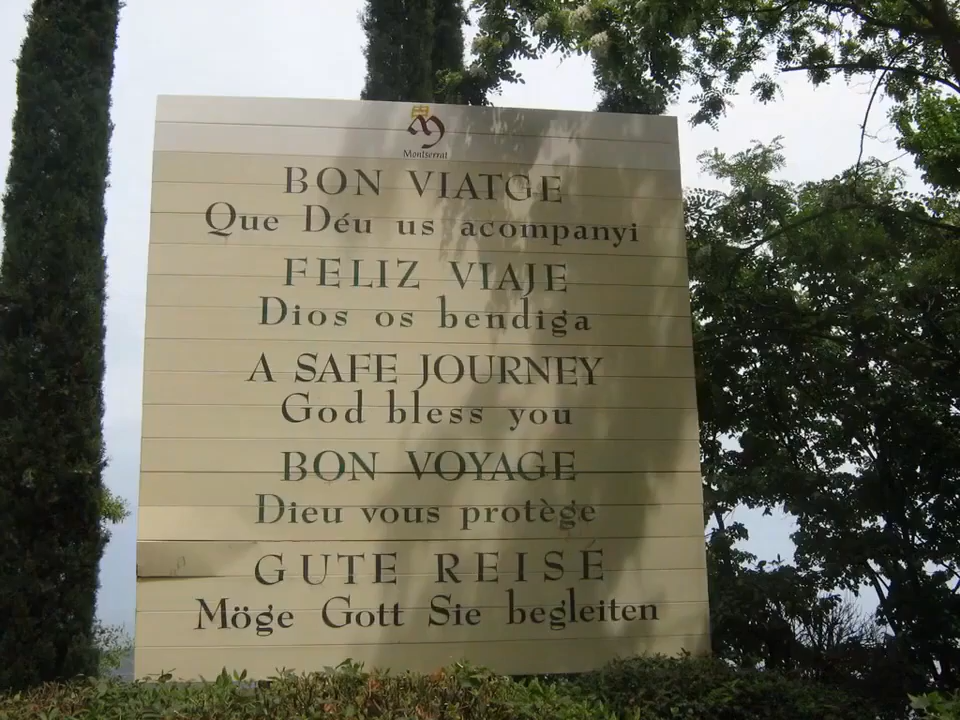 Montserrat
BON VIATGE
Que Déu us acompanyi
FELIZ VIAJE
Dios os bendiga
A SAFE JOURNEY
God bless you
BON VOYAGE
Dieu vous protège
GUTE REISÉ
Möge Gott Sie begleiten